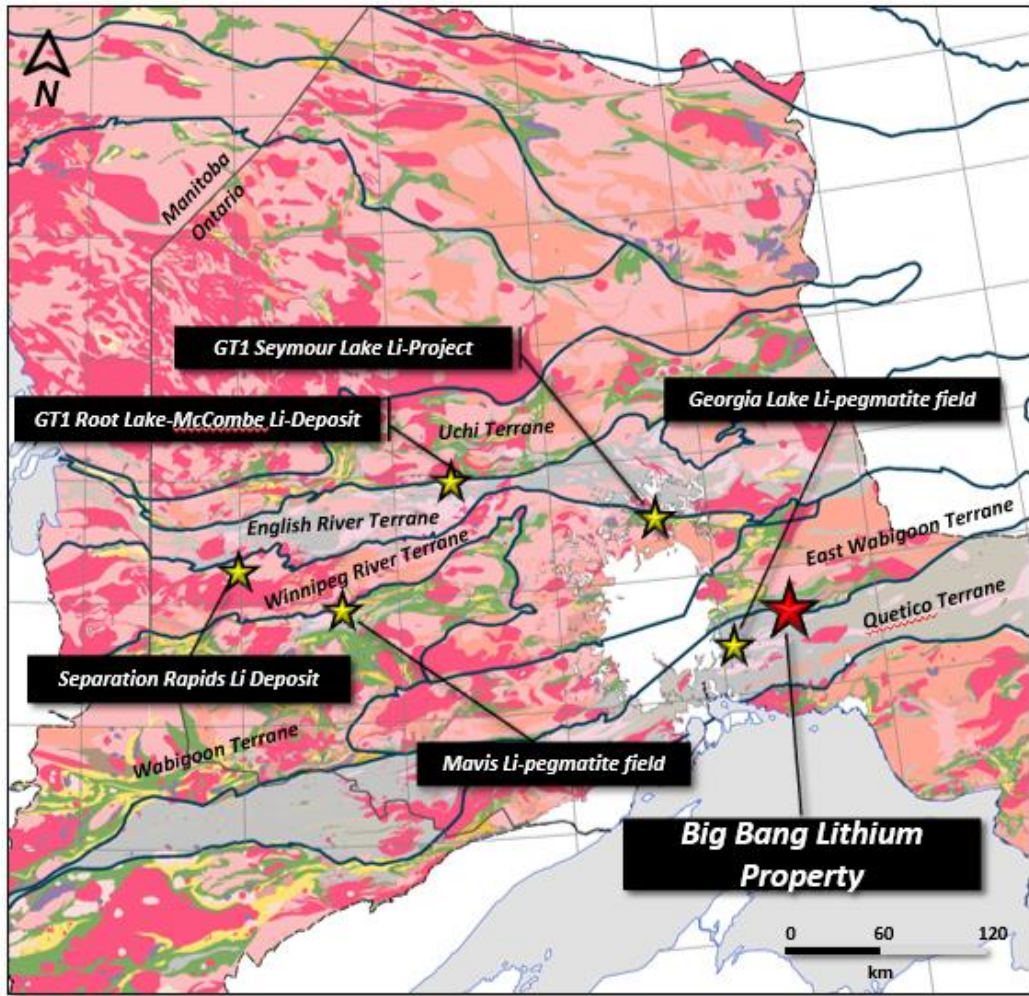 N
Manitoba
Ontario
GT1 Seymour Lake Li-Project
Georgia Lake Li-pegmatite field
GT1 Root Lake-McCombe Li-Deposit
Uchi Terrane
English River Terrane
Winnipeg River Terrane
East Wabigoon Terrane
Quetico Terrane
Separation Rapids Li Deposit
Wabigoon Terrane
Mavis Li-pegmatite field
Big Bang Lithium
Property
0 60 120
km